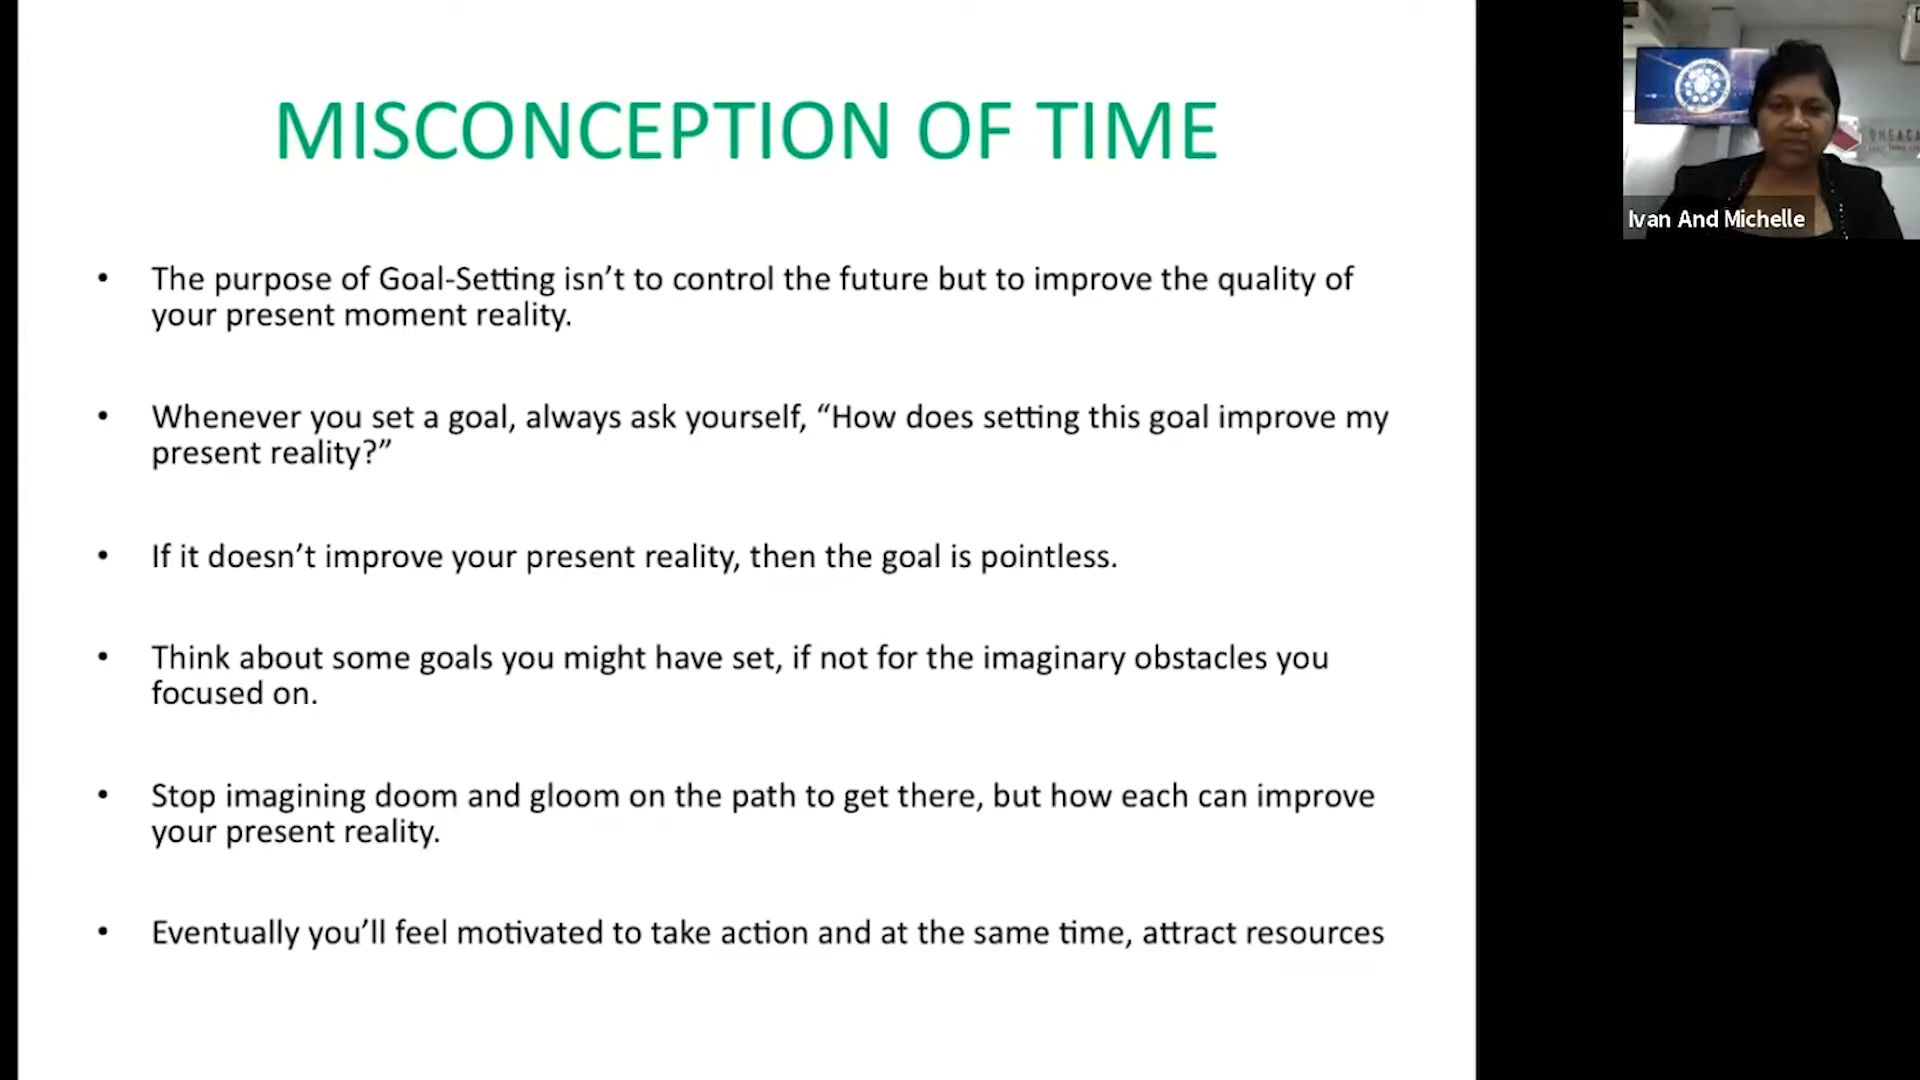 MISCONCEPTION OF TIME
• The purpose of Goal-Setting isn’t to control the future but to improve the quality of
your present moment reality.
• Whenever you set a goal, always ask yourself, “How does setting this goal improve my
present reality?”
• If it doesn’t improve your present reality, then the goal is pointless.
• Think about some goals you might have set, if not for the imaginary obstacles you
focused on.
• Stop imagining doom and gloom on the path to get there, but how each can improve
your present reality.
• Eventually you’ll feel motivated to take action and at the same time, attract resources
ONEACA
Ivan And Michelle